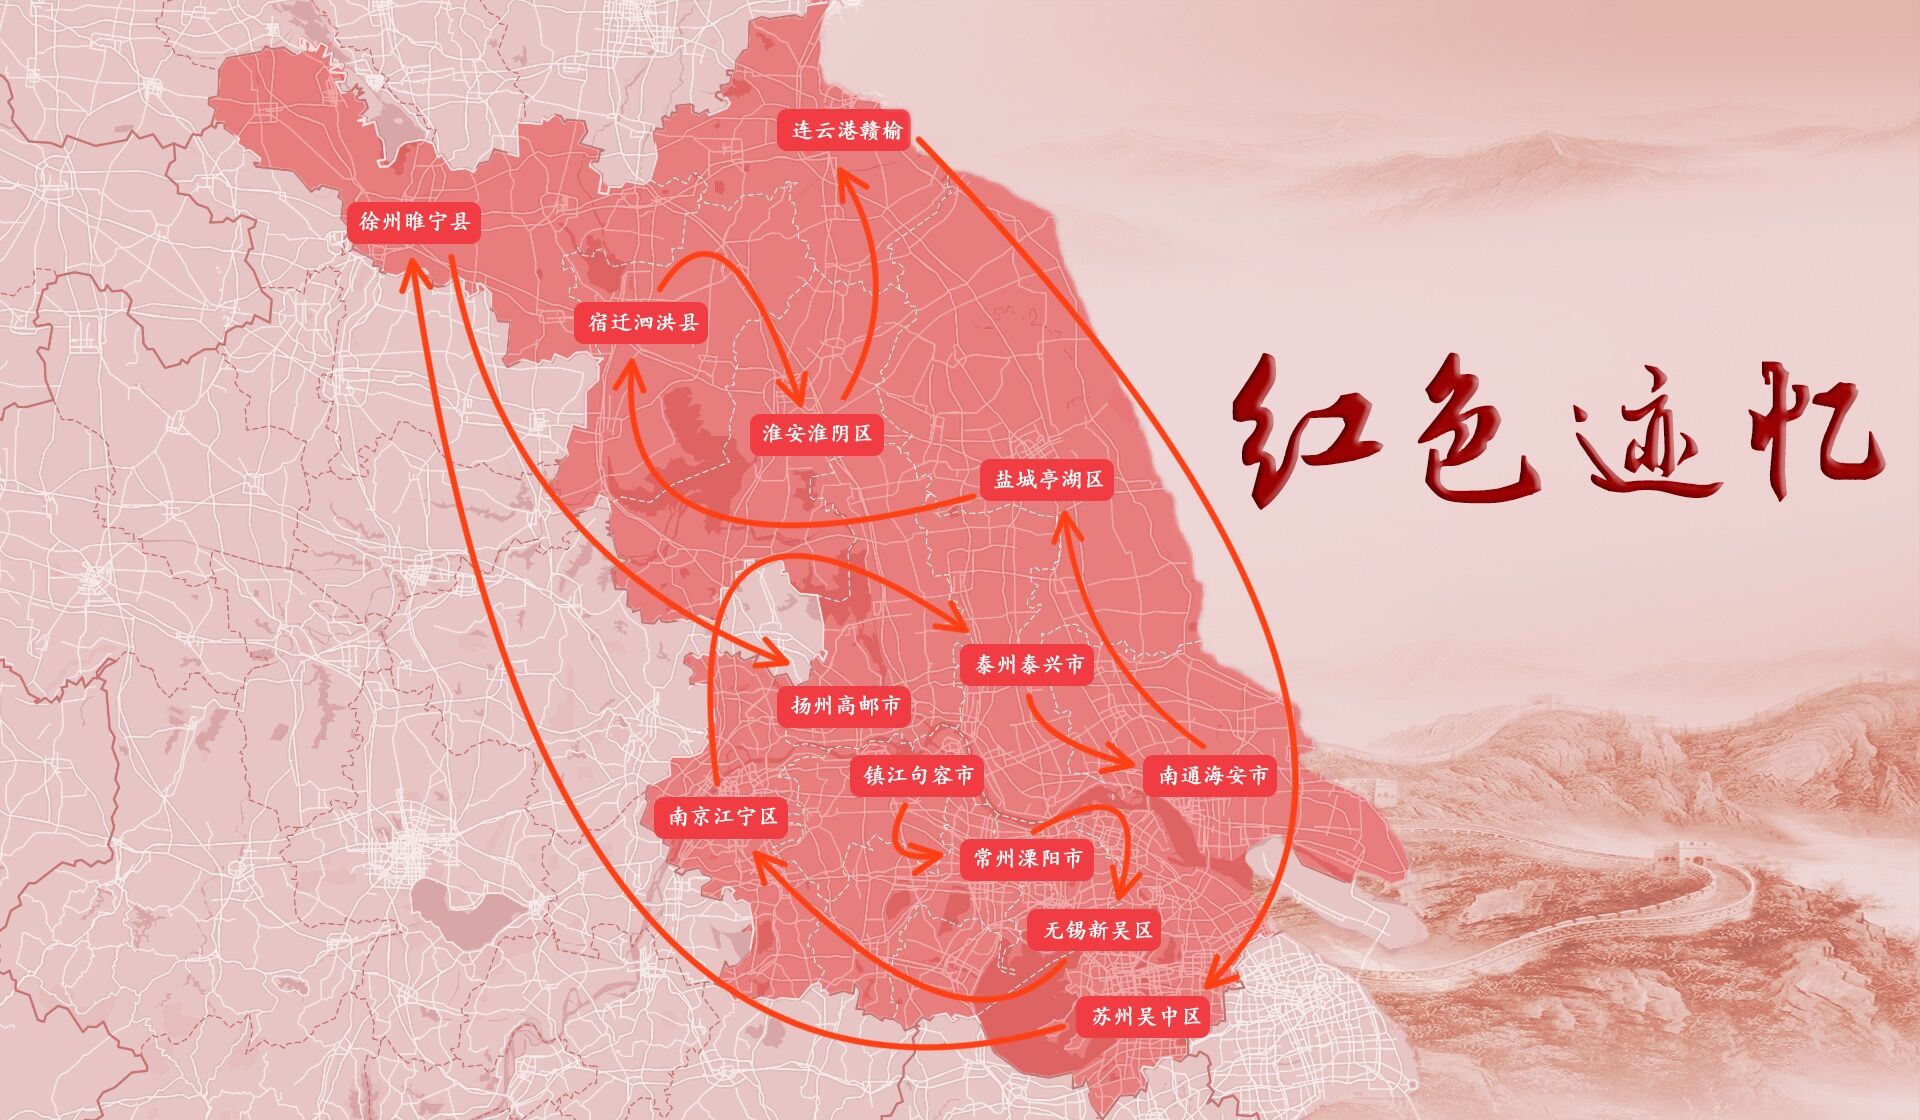 连云港赣榆
徐州睢宁县
宿迁泗洪县
淮安淮阴区
红色迹忆
盐城亭湖区
泰州泰兴市
扬州高邮市
镇江句容市
南通海安市
南京江宁区
常州溧阳市
无锡新吴区
苏州吴中区